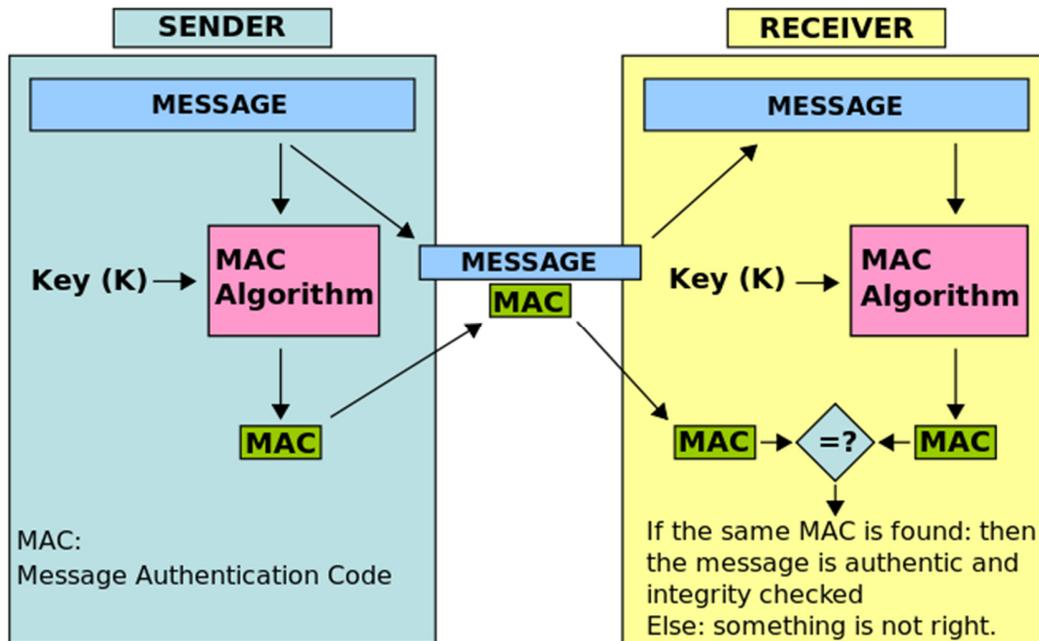 SENDER
RECEIVER
MESSAGE
MESSAGE
Key (K)
MAC
Algorithm
MESSAGE
MAC
Key (K)
MAC
Algorithm
MAC
MAC
=?
MAC
MAC:
Message Authentication Code
If the same MAC is found: then
the message is authentic and
integrity checked
Else: something is not right.